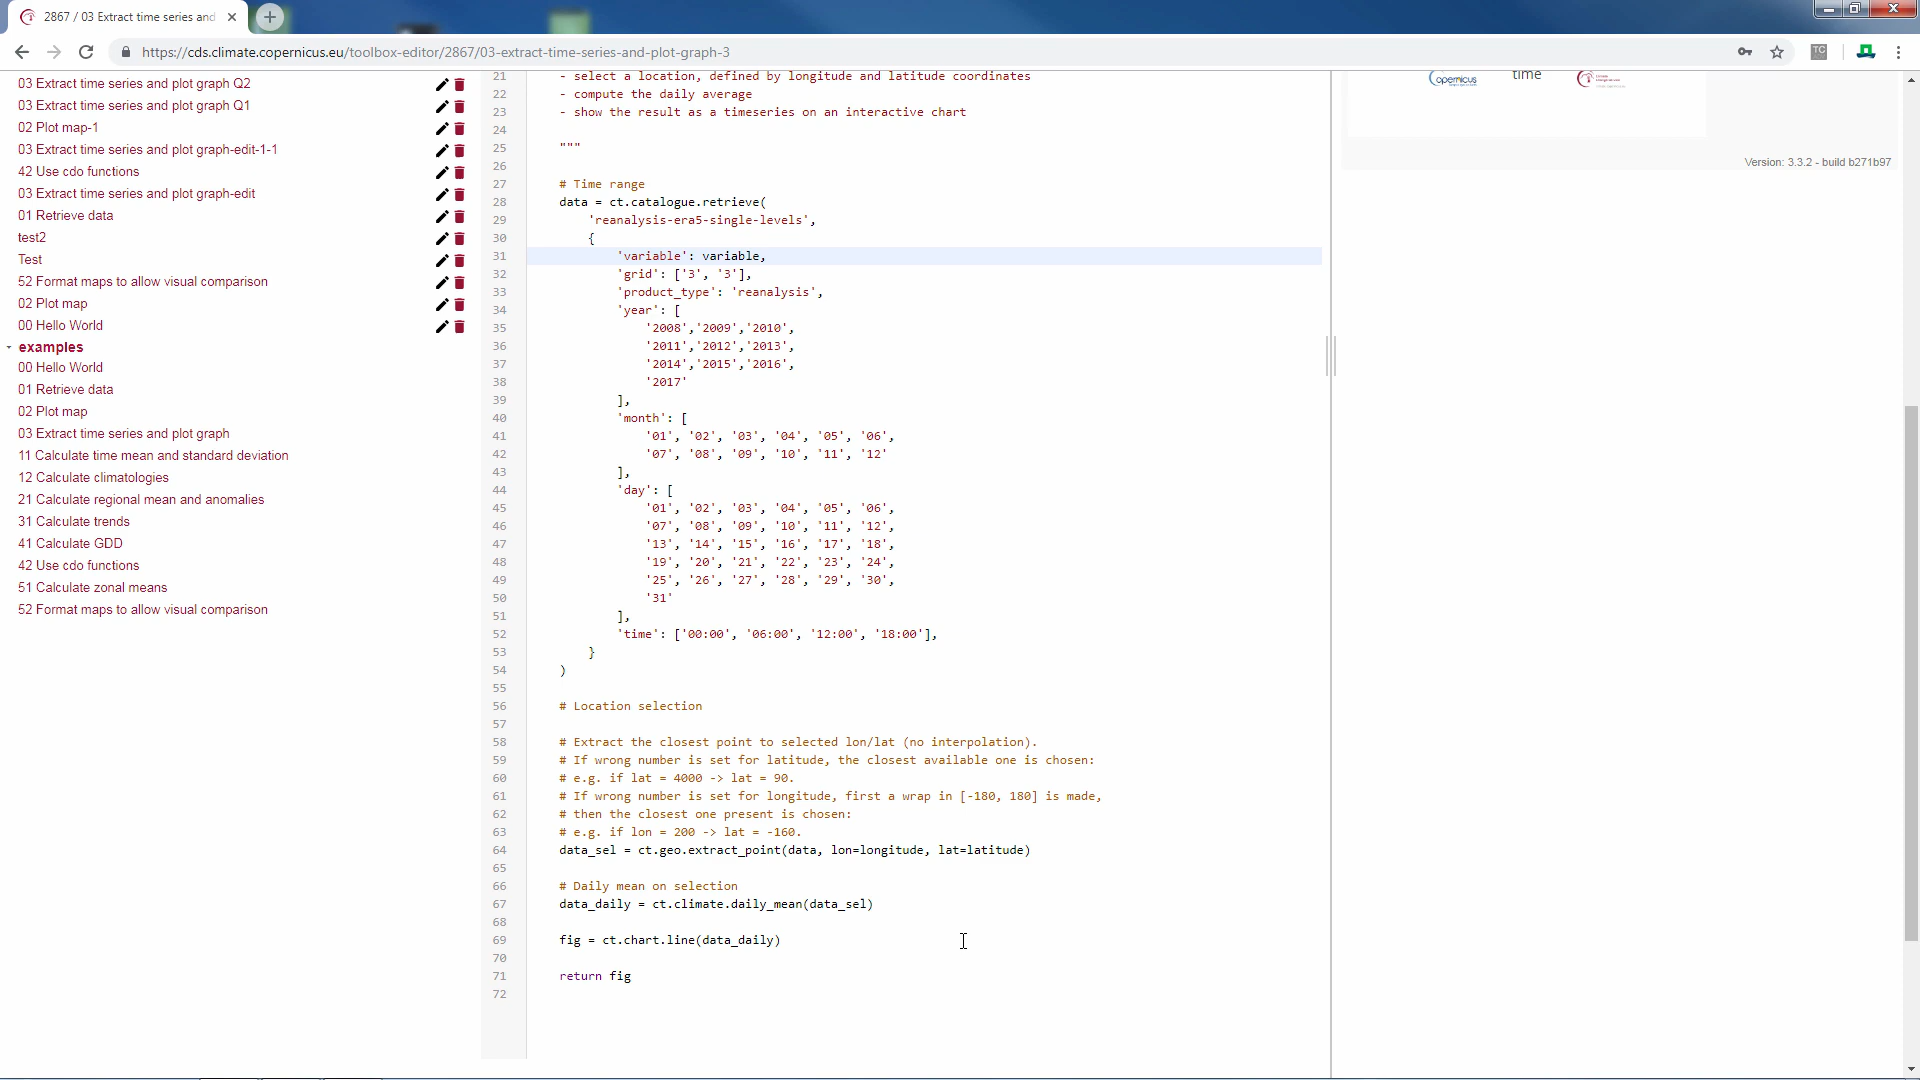 2867 / 03 Extract time series and
https://cds.climate.copernicus.eu/toolbox-editor/2867/03-extract-time-series-and-plot-graph-3
TC
03 Extract time series and plot graph Q2
03 Extract time series and plot graph Q1
02 Plot map-1
03 Extract time series and plot graph-edit-1-1
42 Use cdo functions
03 Extract time series and plot graph-edit
01 Retrieve data
test2
Test
52 Format maps to allow visual comparison
02 Plot map
00 Hello World
examples
00 Hello World
01 Retrieve data
02 Plot map
03 Extract time series and plot graph
11 Calculate time mean and standard deviation
12 Calculate climatologies
21 Calculate regional mean and anomalies
31 Calculate trends
41 Calculate GDD
42 Use cdo functions
51 Calculate zonal means
52 Format maps to allow visual comparison
21 - select a location, defined by longitude and latitude coordinates
22 - compute the daily average
23 - show the result as a timeseries on an interactive chart
24
25 """
26
27 # Time range
28 data = ct.catalogue.retrieve(
29 'reanalysis-era5-single-levels',
30 {
31 'variable': variable,
32 'grid': ['3', '3'],
33 'product_type': 'reanalysis',
34 'year': [
35 '2008','2009','2010',
36 '2011','2012','2013',
37 '2014','2015','2016',
38 '2017'
39 ],
40 'month': [
41 '01', '02', '03', '04', '05', '06',
42 '07', '08', '09', '10', '11', '12'
43 ],
44 'day': [
45 '01', '02', '03', '04', '05', '06',
46 '07', '08', '09', '10', '11', '12',
47 '13', '14', '15', '16', '17', '18',
48 '19', '20', '21', '22', '23', '24',
49 '25', '26', '27', '28', '29', '30',
50 '31'
51 ],
52 'time': ['00:00', '06:00', '12:00', '18:00'],
53 }
54 )
55
56 # Location selection
57
58 # Extract the closest point to selected lon/lat (no interpolation).
59 # If wrong number is set for latitude, the closest available one is chosen:
60 # e.g. if lat = 4000 -> lat = 90.
61 # If wrong number is set for longitude, first a wrap in [-180, 180] is made,
62 # then the closest one present is chosen:
63 # e.g. if lon = 200 -> lat = -160.
64 data_sel = ct.geo.extract_point(data, lon=longitude, lat=latitude)
65
66 # Daily mean on selection
67 data_daily = ct.climate.daily_mean(data_sel)
68
69 fig = ct.chart.line(data_daily)
70
71 return fig
72
opernicus
time
Version: 3.3.2 - build b271b97